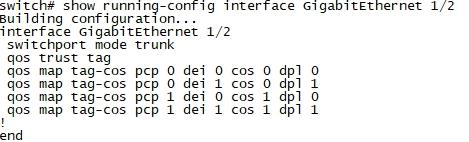 switch# show running-config interface GigabitEthernet 1/2
Building configuration...
interface GigabitEthernet 1/2
 switchport mode trunk
 qos trust tag
 qos map tag-cos pcp 0 dei 0 cos 0 dpl 0
 qos map tag-cos pcp 0 dei 1 cos 0 dpl 1
 qos map tag-cos pcp 1 dei 0 cos 1 dpl 0
 qos map tag-cos pcp 1 dei 1 cos 1 dpl 1
!
end